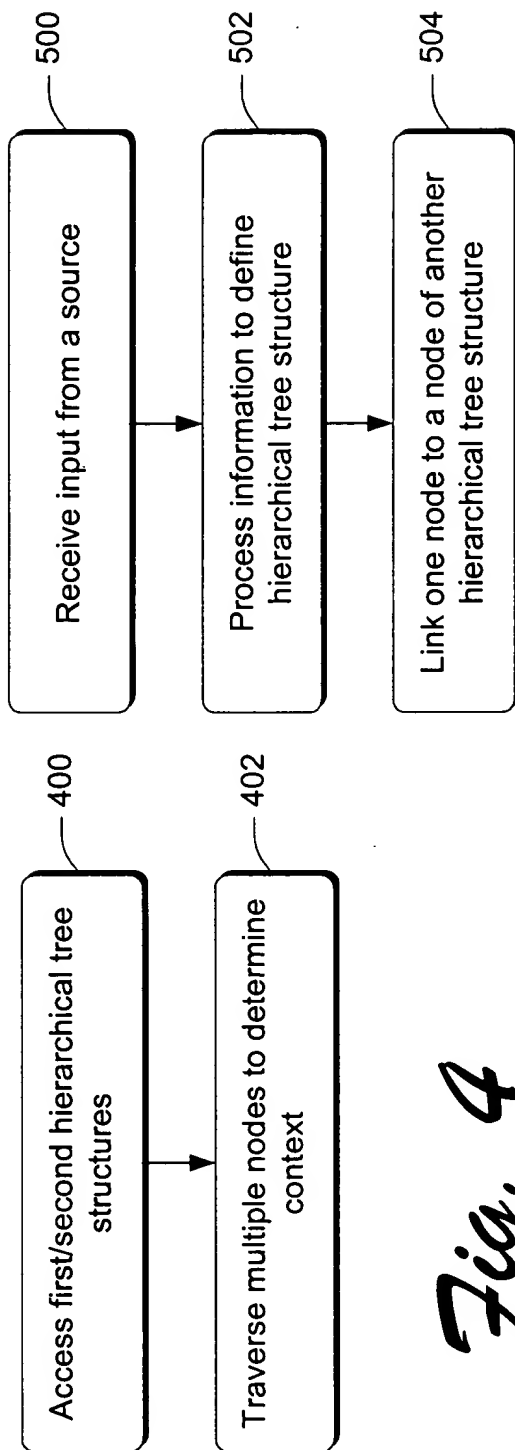 400
Access first/second hierarchical tree
structures
402
Traverse multiple nodes to determine
context
Fig. 4
500
Receive input from a source
502
Process information to define
hierarchical tree structure
504
Link one node to a node of another
hierarchical tree structure